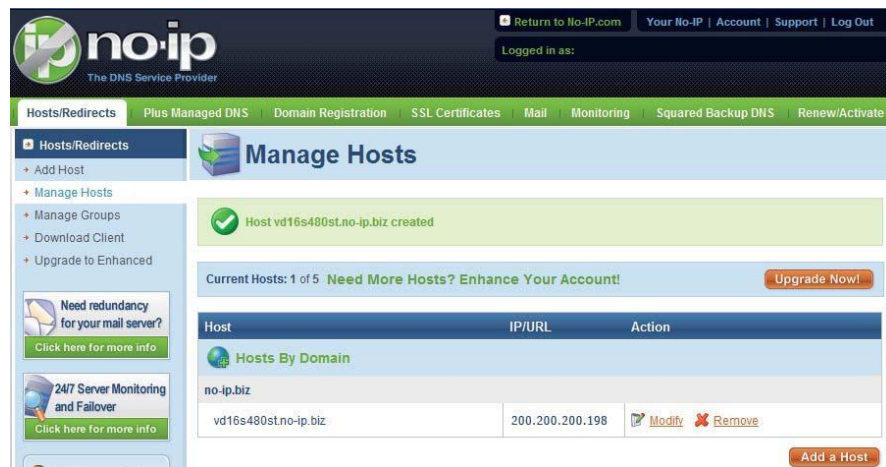 Return to No-IP.com Your No-IP | Account | Support | Log Out
ip no·ip
The DNS Service Provider
Logged in as:
Hosts/Redirects Plus Managed DNS Domain Registration SSL Certificates Mail Monitoring Squared Backup DNS Renew/Activate
Hosts/Redirects
Add Host
Manage Hosts
Manage Groups
Download Client
Upgrade to Enhanced
Need redundancy
for your mail server?
Click here for more info
24/7 Server Monitoring
and Failover
Click here for more info
Manage Hosts
Host vd16s480st.no-ip.biz created
Current Hosts: 1 of 5 Need More Hosts? Enhance Your Account! Upgrade Now!
Host IP/URL Action
Hosts By Domain
no-ip.biz
vd16s480st.no-ip.biz 200.200.200.198 Modify Remove
Add a Host